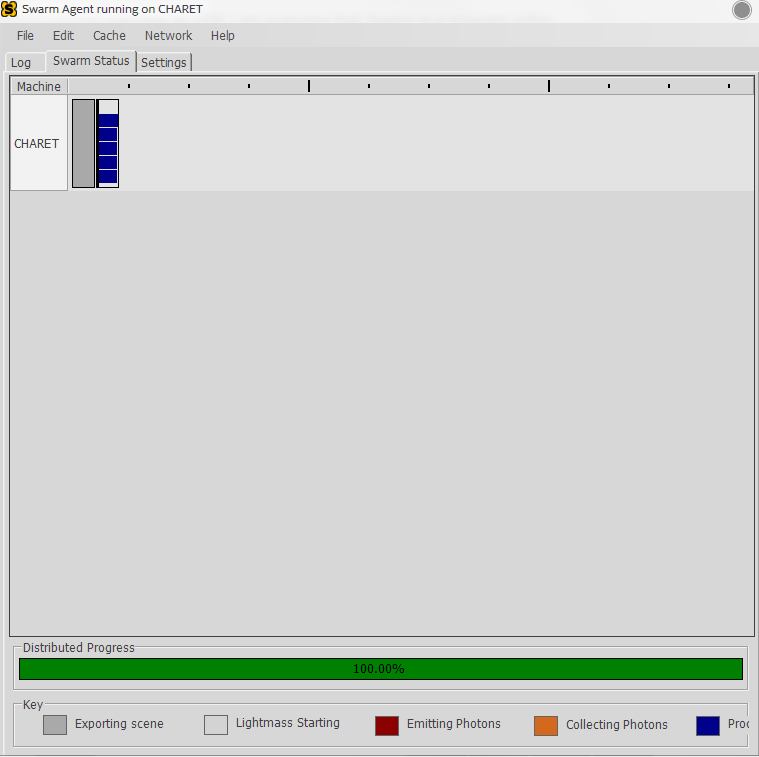 Swarm Agent running on CHARET
File Edit Cache Network Help
Log Swarm Status Settings
Machine
CHARET
Distributed Progress
100.00%
Key
Exporting scene Lightmass Starting Emitting Photons Collecting Photons